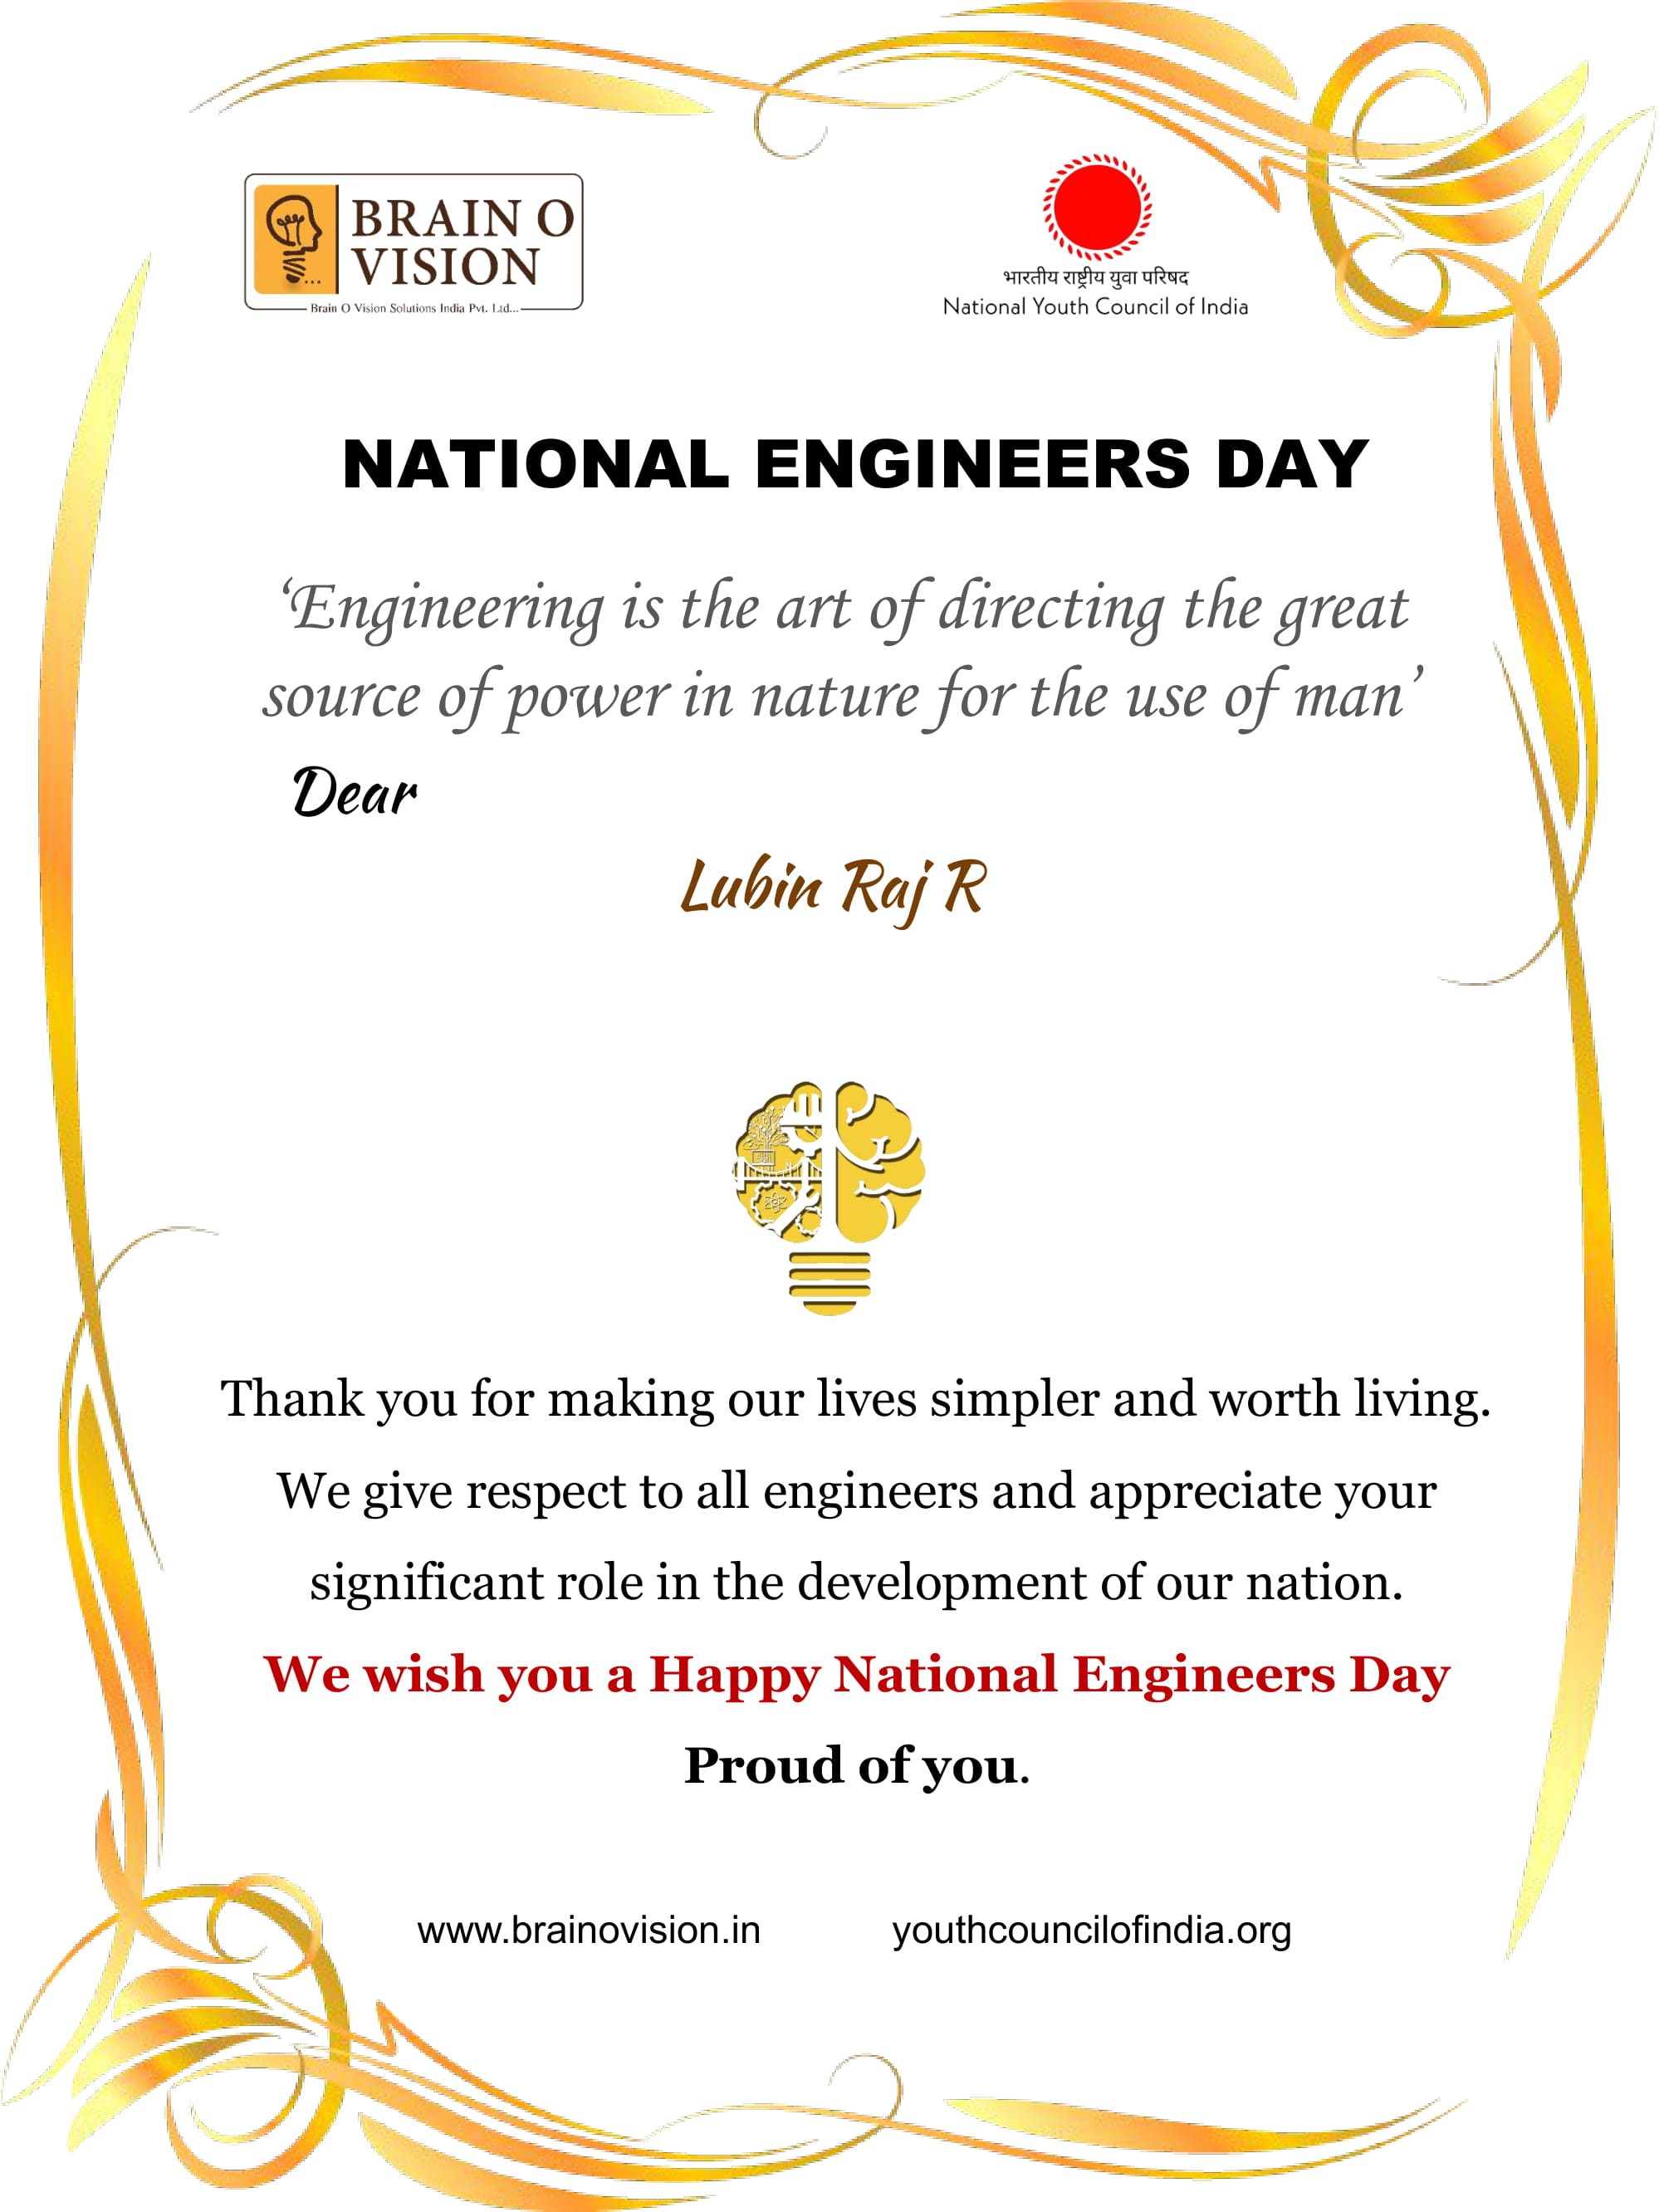 BRAIN O
VISION
Brain O Vision Solutions India Pvt. Ltd...
भारतीय राष्ट्रीय युवा परिषद
National Youth Council of India
NATIONAL ENGINEERS DAY
‘Engineering is the art of directing the great
source of power in nature for the use of man’
Dear
Lubin Raj R
Thank you for making our lives simpler and worth living.
We give respect to all engineers and appreciate your
significant role in the development of our nation.
We wish you a Happy National Engineers Day
Proud of you.
www.brainovision.in youthcouncilofindia.org